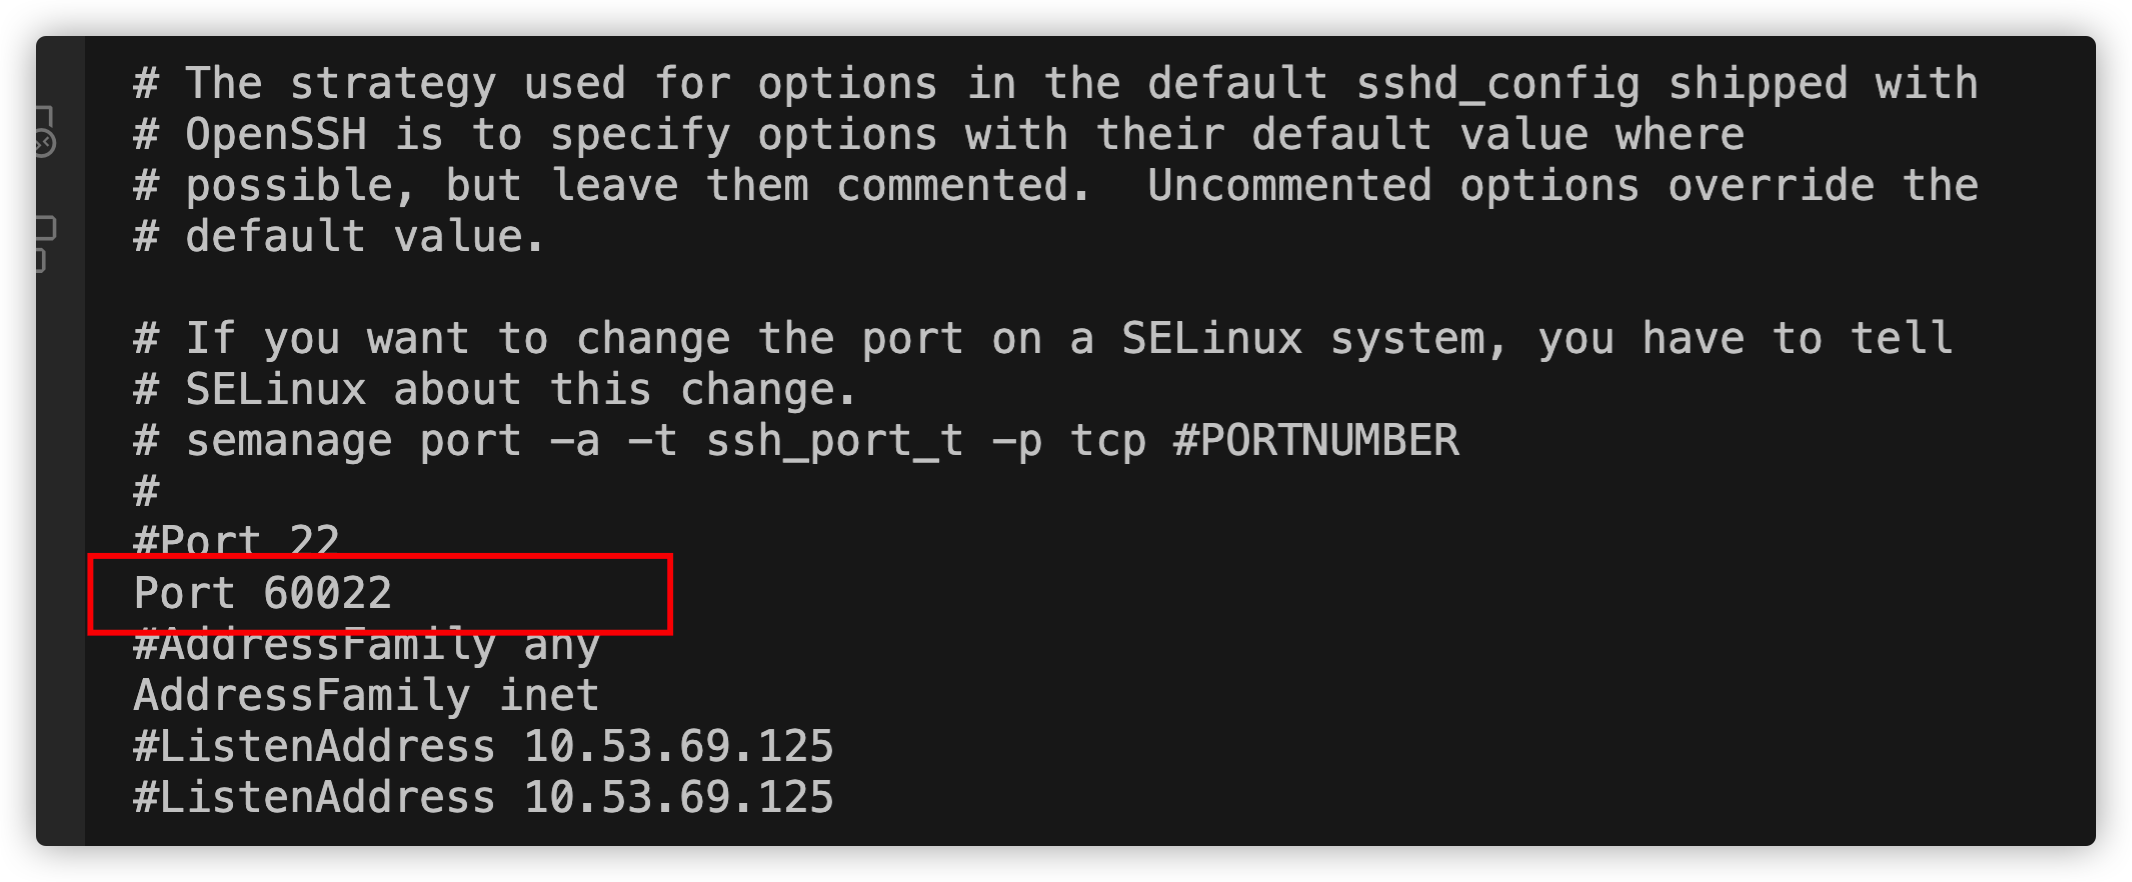 # The strategy used for options in the default sshd_config shipped with
# OpenSSH is to specify options with their default value where
# possible, but leave them commented.  Uncommented options override the
# default value.

# If you want to change the port on a SELinux system, you have to tell
# SELinux about this change.
# semanage port -a -t ssh_port_t -p tcp #PORTNUMBER
#
#Port 22
Port 60022
#AddressFamily any
AddressFamily inet
#ListenAddress 10.53.69.125
#ListenAddress 10.53.69.125